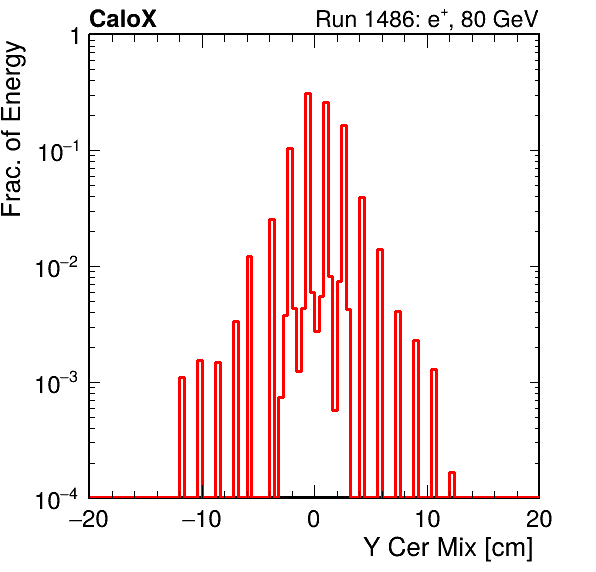 CaloX Run 1486: e⁺, 80 GeV
Frac. of Energy
1
10⁻¹
10⁻²
10⁻³
10⁻⁴
−20 −10 0 10 20
Y Cer Mix [cm]